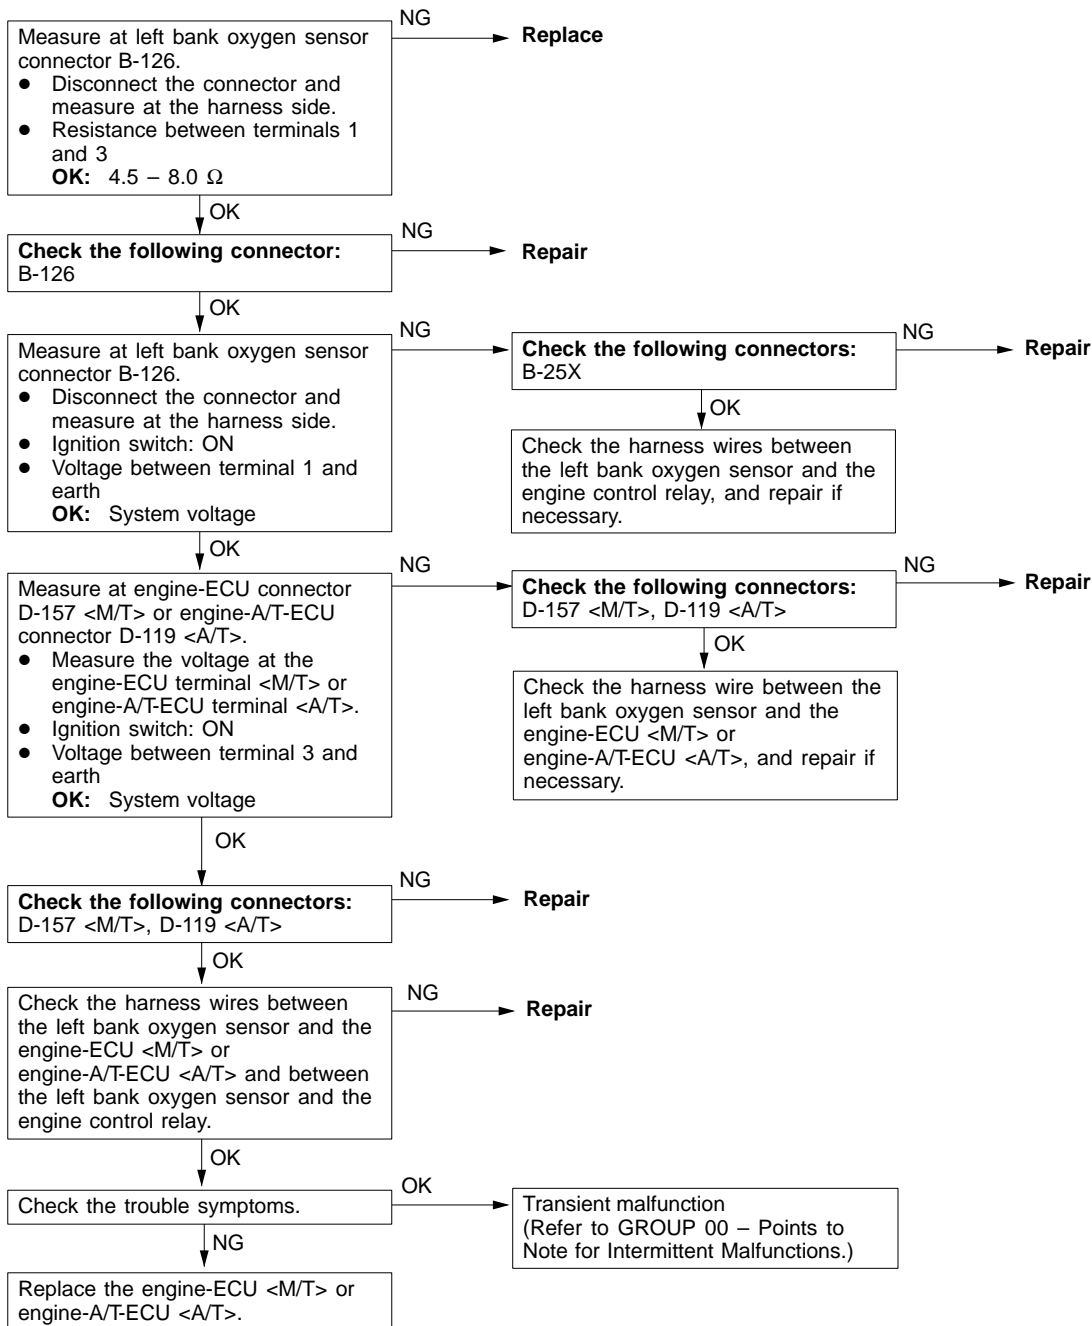 Measure at left bank oxygen sensor
connector B-126.
● Disconnect the connector and
measure at the harness side.
● Resistance between terminals 1
and 3
OK: 4.5 – 8.0 Ω
NG
Replace
OK
Check the following connector:
B-126
NG
Repair
OK
Measure at left bank oxygen sensor
connector B-126.
● Disconnect the connector and
measure at the harness side.
● Ignition switch: ON
● Voltage between terminal 1 and
earth
OK: System voltage
NG
Check the following connectors:
B-25X
NG
Repair
OK
Check the harness wires between
the left bank oxygen sensor and the
engine control relay, and repair if
necessary.
OK
Measure at engine-ECU connector
D-157 <M/T> or engine-A/T-ECU
connector D-119 <A/T>.
● Measure the voltage at the
engine-ECU terminal <M/T> or
engine-A/T-ECU terminal <A/T>.
● Ignition switch: ON
● Voltage between terminal 3 and
earth
OK: System voltage
NG
Check the following connectors:
D-157 <M/T>, D-119 <A/T>
NG
Repair
OK
Check the harness wire between the
left bank oxygen sensor and the
engine-ECU <M/T> or
engine-A/T-ECU <A/T>, and repair if
necessary.
OK
Check the following connectors:
D-157 <M/T>, D-119 <A/T>
NG
Repair
OK
Check the harness wires between
the left bank oxygen sensor and the
engine-ECU <M/T> or
engine-A/T-ECU <A/T> and between
the left bank oxygen sensor and the
engine control relay.
NG
Repair
OK
Check the trouble symptoms.
OK
Transient malfunction
(Refer to GROUP 00 – Points to
Note for Intermittent Malfunctions.)
NG
Replace the engine-ECU <M/T> or
engine-A/T-ECU <A/T>.